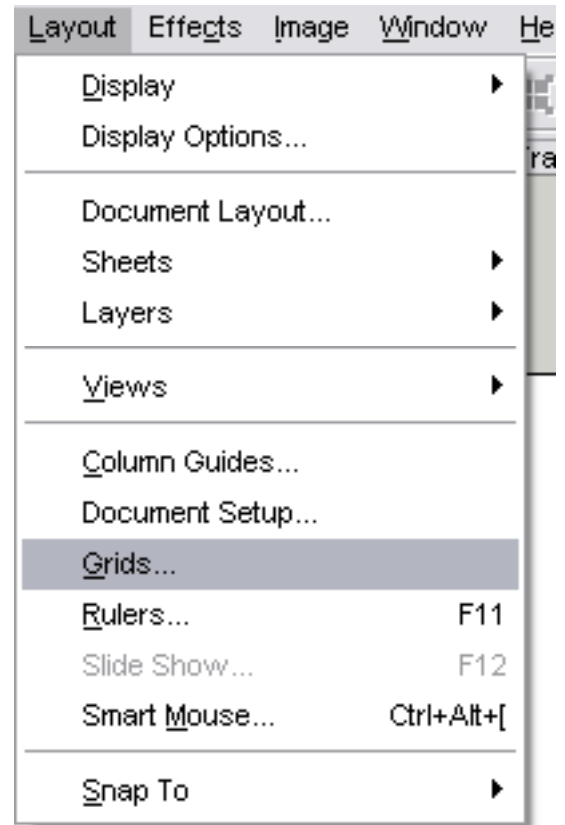 Layout Effects Image Window He
Display
Display Options...
ra
Document Layout...
Sheets
Layers
Views
Column Guides...
Document Setup...
Grids...
Rulers... F11
Slide Show... F12
Smart Mouse... Ctrl+Alt+[
Snap To